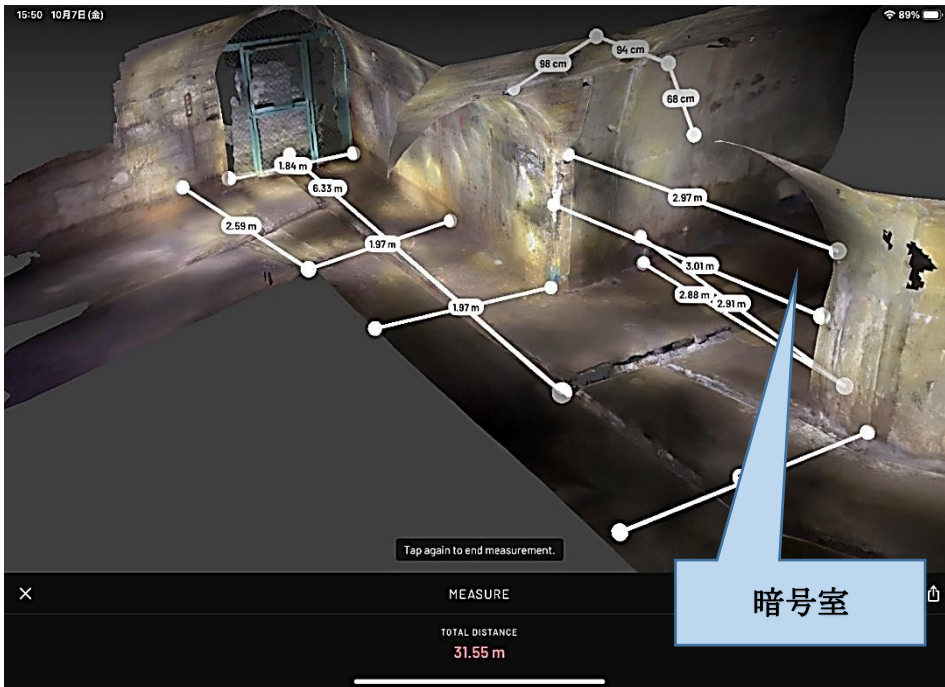 15:50 10月7日(金)
89%
98 cm
94 cm
68 cm
1.84 m
6.33 m
2.97 m
2.59 m
1.97 m
3.01 m
2.88 m
2.91 m
1.97 m
Tap again to end measurement.
MEASURE
暗号室
TOTAL DISTANCE
31.55 m